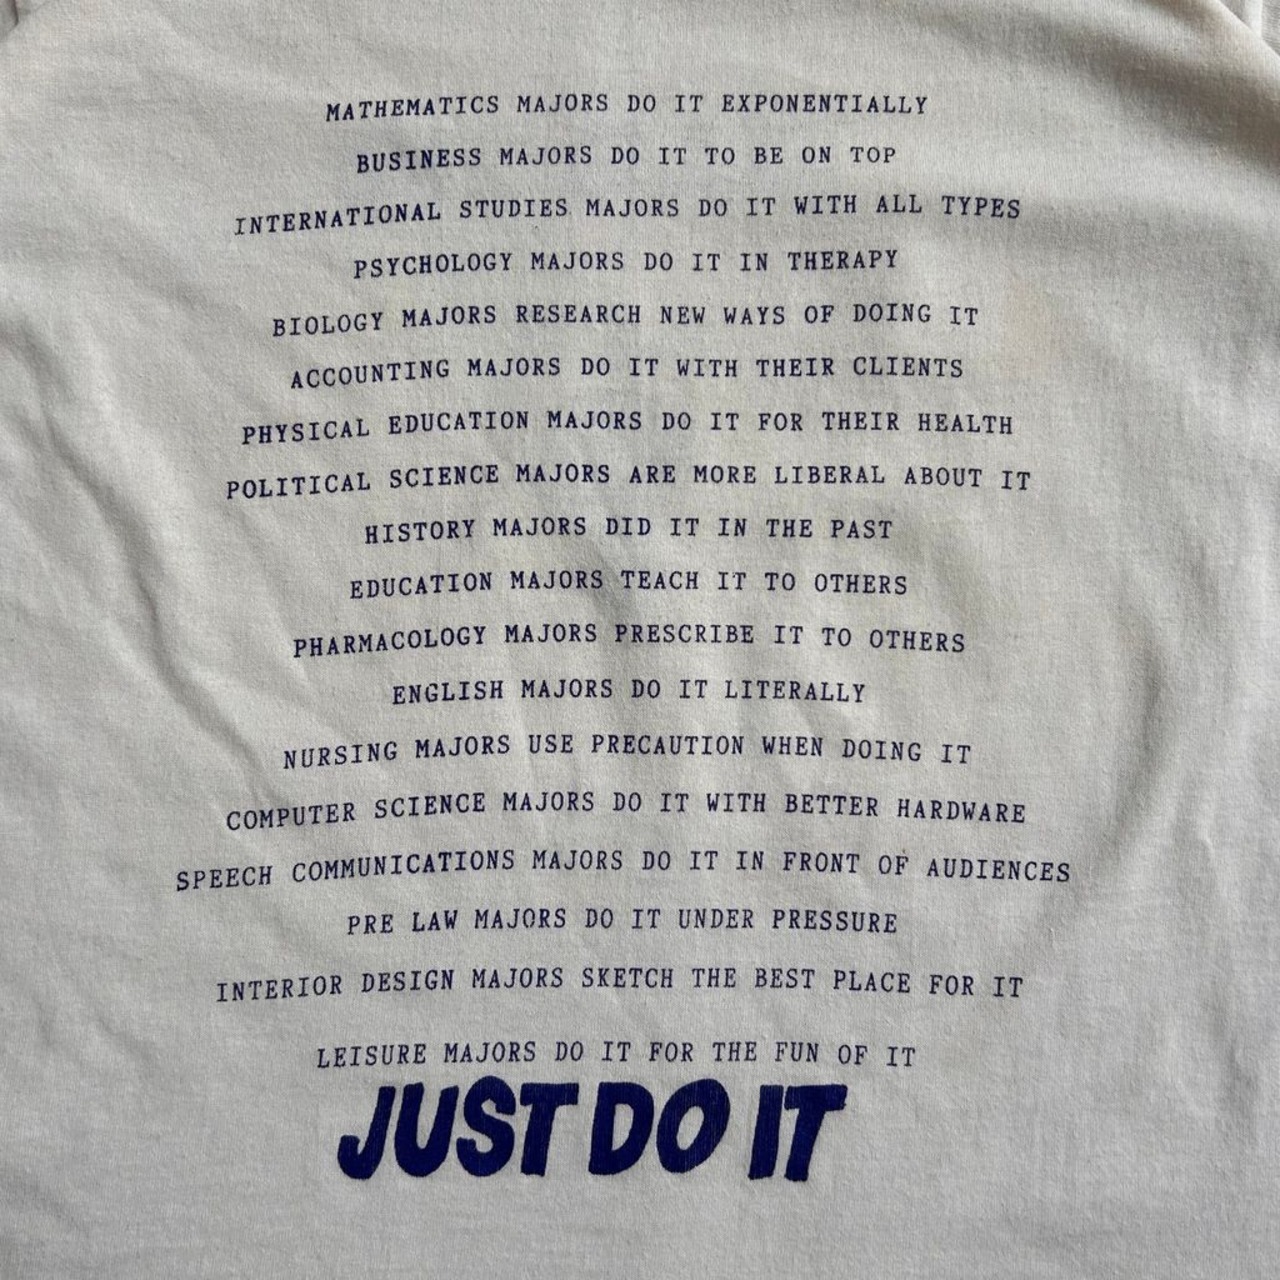 MATHEMATICS MAJORS DO IT EXPONENTIALLY
BUSINESS MAJORS DO IT TO BE ON TOP
INTERNATIONAL STUDIES MAJORS DO IT WITH ALL TYPES
PSYCHOLOGY MAJORS DO IT IN THERAPY
BIOLOGY MAJORS RESEARCH NEW WAYS OF DOING IT
ACCOUNTING MAJORS DO IT WITH THEIR CLIENTS
PHYSICAL EDUCATION MAJORS DO IT FOR THEIR HEALTH
POLITICAL SCIENCE MAJORS ARE MORE LIBERAL ABOUT IT
HISTORY MAJORS DID IT IN THE PAST
EDUCATION MAJORS TEACH IT TO OTHERS
PHARMACOLOGY MAJORS PRESCRIBE IT TO OTHERS
ENGLISH MAJORS DO IT LITERALLY
NURSING MAJORS USE PRECAUTION WHEN DOING IT
COMPUTER SCIENCE MAJORS DO IT WITH BETTER HARDWARE
SPEECH COMMUNICATIONS MAJORS DO IT IN FRONT OF AUDIENCES
PRE LAW MAJORS DO IT UNDER PRESSURE
INTERIOR DESIGN MAJORS SKETCH THE BEST PLACE FOR IT
LEISURE MAJORS DO IT FOR THE FUN OF IT
JUST DO IT